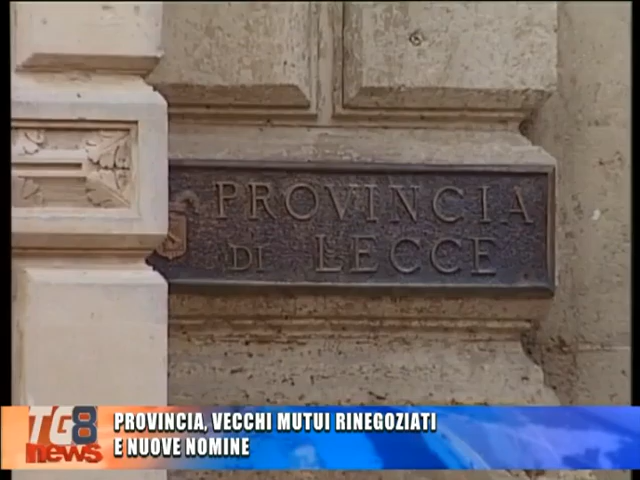 PROVINCIA
DI LECCE
TG8
news
PROVINCIA, VECCHI MUTUI RINEGOZIATI
E NUOVE NOMINE